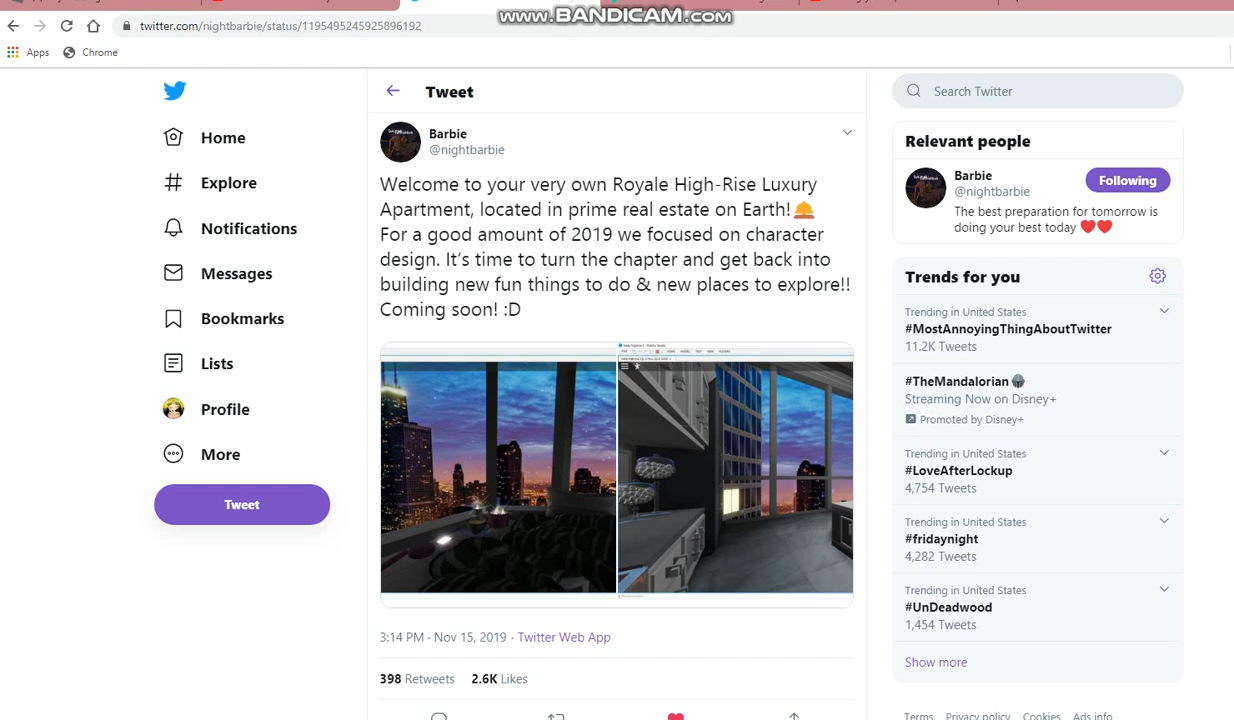 www.BANDICAM.com
twitter.com/nightbarbie/status/1195495245925896192
Apps
Chrome
Home
Explore
Notifications
Messages
Bookmarks
Lists
Profile
More
Tweet
Tweet
Barbie
@nightbarbie
Welcome to your very own Royale High-Rise Luxury
Apartment, located in prime real estate on Earth!🛎️
For a good amount of 2019 we focused on character
design. It’s time to turn the chapter and get back into
building new fun things to do & new places to explore!!
Coming soon! :D
3:14 PM · Nov 15, 2019 · Twitter Web App
398 Retweets 2.6K Likes
Search Twitter
Relevant people
Barbie
@nightbarbie
Following
The best preparation for tomorrow is
doing your best today ❤️❤️
Trends for you
Trending in United States
#MostAnnoyingThingAboutTwitter
11.2K Tweets
#TheMandalorian
Streaming Now on Disney+
Promoted by Disney+
Trending in United States
#LoveAfterLockup
4,754 Tweets
Trending in United States
#fridaynight
4,282 Tweets
Trending in United States
#UnDeadwood
1,454 Tweets
Show more
Terms Privacy policy Cookies Ads info